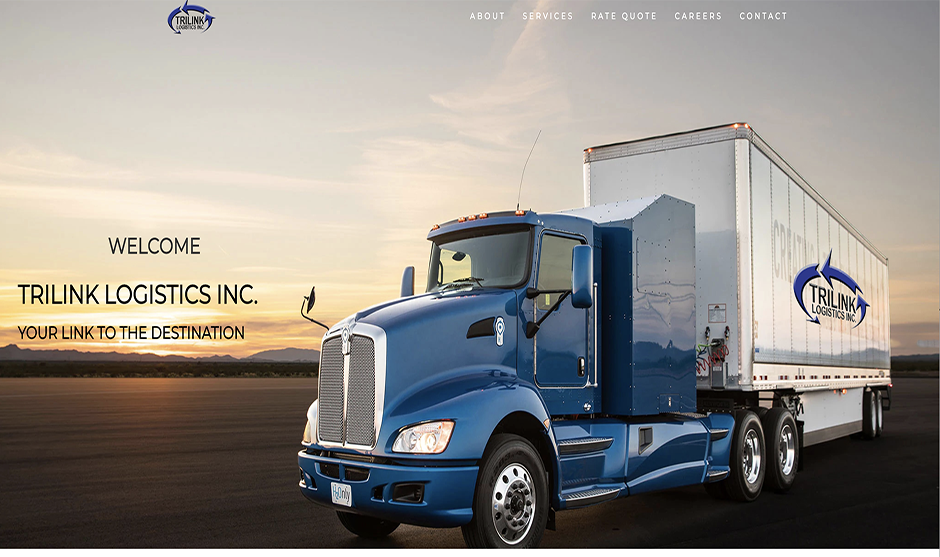 TRILINK
LOGISTICS INC.
ABOUT SERVICES RATE QUOTE CAREERS CONTACT
WELCOME
TRILINK LOGISTICS INC.
YOUR LINK TO THE DESTINATION
TRILINK
LOGISTICS INC.
H2Only